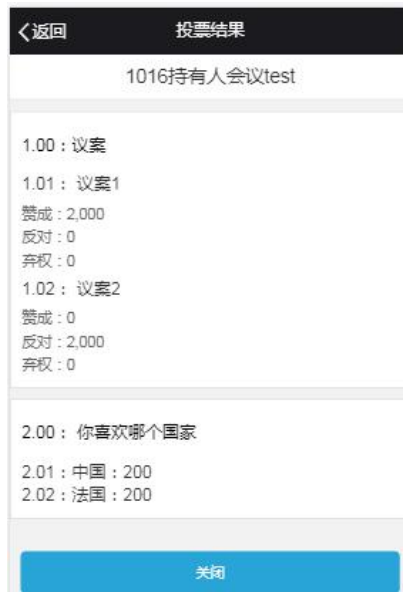 返回
投票结果
1016持有人会议test
1.00：议案
1.01： 议案1
赞成：2,000
反对：0
弃权：0
1.02： 议案2
赞成：0
反对：2,000
弃权：0
2.00： 你喜欢哪个国家
2.01：中国：200
2.02：法国：200
关闭